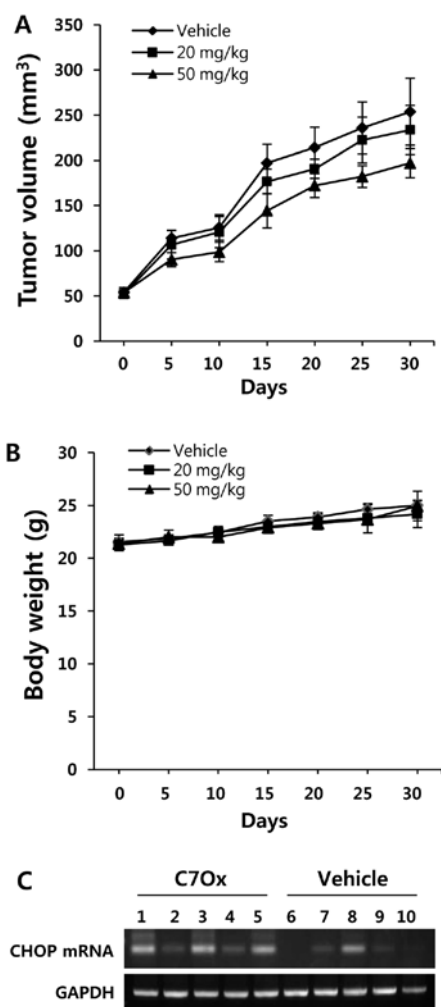 A
Vehicle
20 mg/kg
50 mg/kg
Tumor volume (mm³)
350
300
250
200
150
100
50
0
0 5 10 15 20 25 30
Days
B
Vehicle
20 mg/kg
50 mg/kg
Body weight (g)
30
25
20
15
10
5
0
0 5 10 15 20 25 30
Days
C
C7Ox Vehicle
1 2 3 4 5 6 7 8 9 10
CHOP mRNA
GAPDH